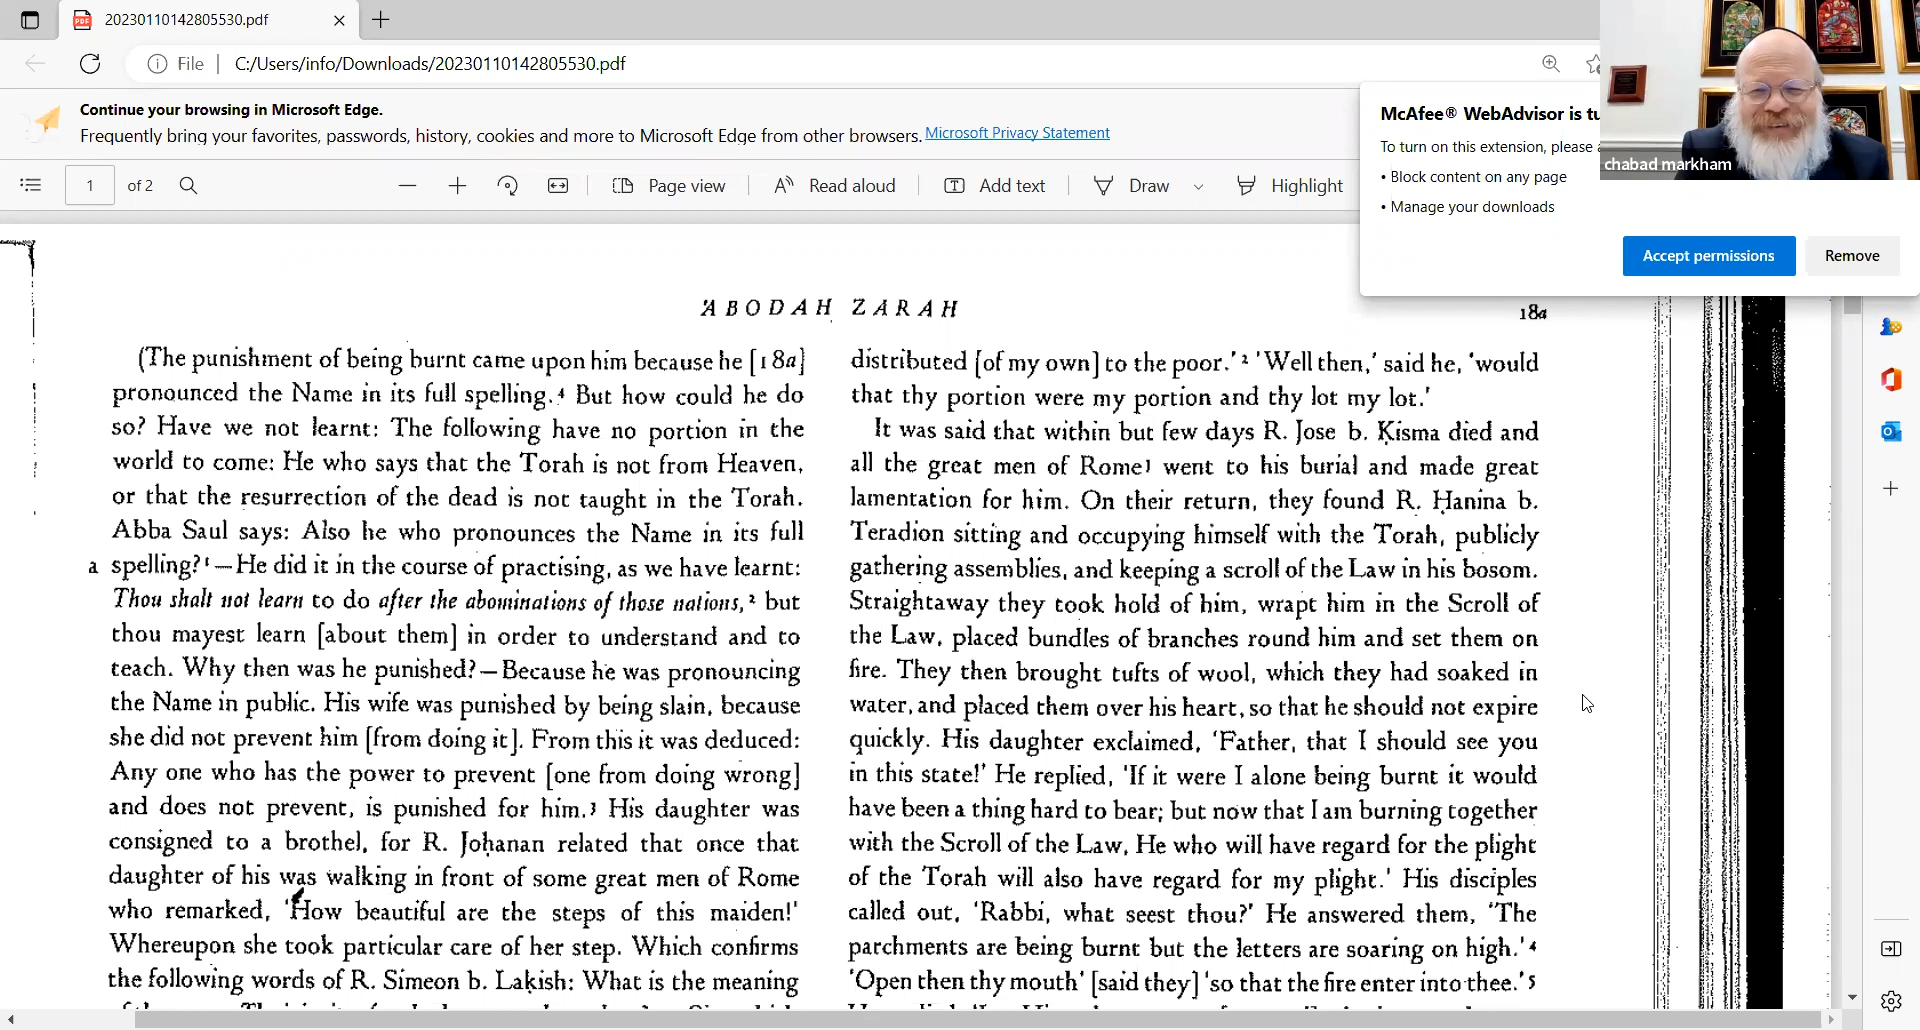 20230110142805530.pdf
File
C:/Users/info/Downloads/20230110142805530.pdf
Continue your browsing in Microsoft Edge.
Frequently bring your favorites, passwords, history, cookies and more to Microsoft Edge from other browsers. Microsoft Privacy Statement
McAfee® WebAdvisor is tu
To turn on this extension, please a
• Block content on any page
• Manage your downloads
Accept permissions
Remove
chabad markham
1 of 2
Page view
Read aloud
Add text
Draw
Highlight
'ABODAH ZARAH
18a
(The punishment of being burnt came upon him because he [18a]
pronounced the Name in its full spelling.4 But how could he do
so? Have we not learnt: The following have no portion in the
world to come: He who says that the Torah is not from Heaven,
or that the resurrection of the dead is not taught in the Torah.
Abba Saul says: Also he who pronounces the Name in its full
a spelling?1—He did it in the course of practising, as we have learnt:
Thou shalt not learn to do after the abominations of those nations,2 but
thou mayest learn [about them] in order to understand and to
teach. Why then was he punished?—Because he was pronouncing
the Name in public. His wife was punished by being slain, because
she did not prevent him [from doing it]. From this it was deduced:
Any one who has the power to prevent [one from doing wrong]
and does not prevent, is punished for him.3 His daughter was
consigned to a brothel, for R. Joḥanan related that once that
daughter of his was walking in front of some great men of Rome
who remarked, 'How beautiful are the steps of this maiden!'
Whereupon she took particular care of her step. Which confirms
the following words of R. Simeon b. Laḳish: What is the meaning
distributed [of my own] to the poor.'2 'Well then,' said he, 'would
that thy portion were my portion and thy lot my lot.'
It was said that within but few days R. Jose b. Ḳisma died and
all the great men of Rome3 went to his burial and made great
lamentation for him. On their return, they found R. Ḥanina b.
Teradion sitting and occupying himself with the Torah, publicly
gathering assemblies, and keeping a scroll of the Law in his bosom.
Straightaway they took hold of him, wrapt him in the Scroll of
the Law, placed bundles of branches round him and set them on
fire. They then brought tufts of wool, which they had soaked in
water, and placed them over his heart, so that he should not expire
quickly. His daughter exclaimed, 'Father, that I should see you
in this state!' He replied, 'If it were I alone being burnt it would
have been a thing hard to bear; but now that I am burning together
with the Scroll of the Law, He who will have regard for the plight
of the Torah will also have regard for my plight.' His disciples
called out, 'Rabbi, what seest thou?' He answered them, 'The
parchments are being burnt but the letters are soaring on high.'4
'Open then thy mouth' [said they] 'so that the fire enter into thee.'5